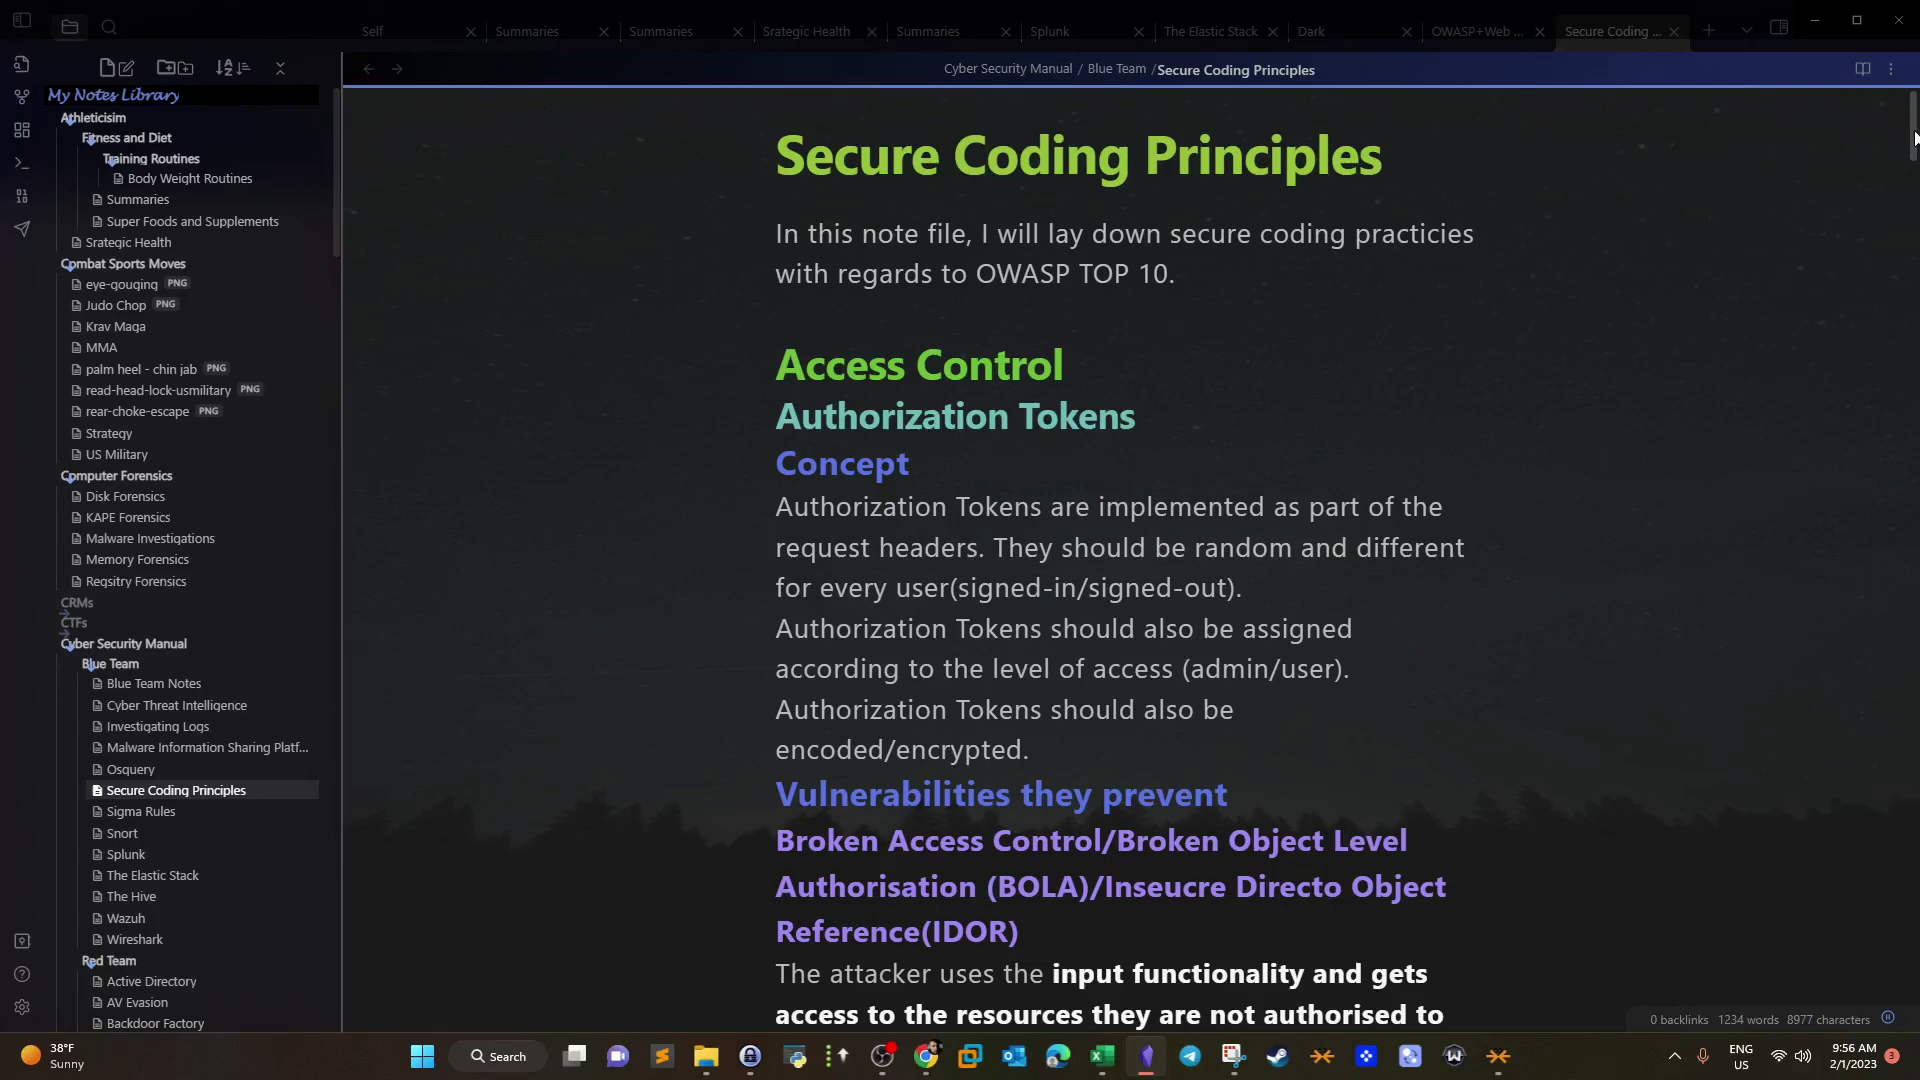 Self
Summaries
Summaries
Srategic Health
Summaries
Splunk
The Elastic Stack
Dark
OWASP+Web ...
Secure Coding ...
Cyber Security Manual / Blue Team / Secure Coding Principles
My Notes Library
Athleticisim
Fitness and Diet
Training Routines
Body Weight Routines
Summaries
Super Foods and Supplements
Srategic Health
Combat Sports Moves
eye-gouging PNG
Judo Chop PNG
Krav Maga
MMA
palm heel - chin jab PNG
read-head-lock-usmilitary PNG
rear-choke-escape PNG
Strategy
US Military
Computer Forensics
Disk Forensics
KAPE Forensics
Malware Investigations
Memory Forensics
Regsitry Forensics
CRMs
CTFs
Cyber Security Manual
Blue Team
Blue Team Notes
Cyber Threat Intelligence
Investigating Logs
Malware Information Sharing Platf...
Osquery
Secure Coding Principles
Sigma Rules
Snort
Splunk
The Elastic Stack
The Hive
Wazuh
Wireshark
Red Team
Active Directory
AV Evasion
Backdoor Factory
Secure Coding Principles
In this note file, I will lay down secure coding practicies
with regards to OWASP TOP 10.
Access Control
Authorization Tokens
Concept
Authorization Tokens are implemented as part of the
request headers. They should be random and different
for every user(signed-in/signed-out).
Authorization Tokens should also be assigned
according to the level of access (admin/user).
Authorization Tokens should also be
encoded/encrypted.
Vulnerabilities they prevent
Broken Access Control/Broken Object Level
Authorisation (BOLA)/Inseucre Directo Object
Reference(IDOR)
The attacker uses the input functionality and gets
access to the resources they are not authorised to
0 backlinks 1234 words 8977 characters
38°F
Sunny
Search
ENG
US
9:56 AM
2/1/2023
3